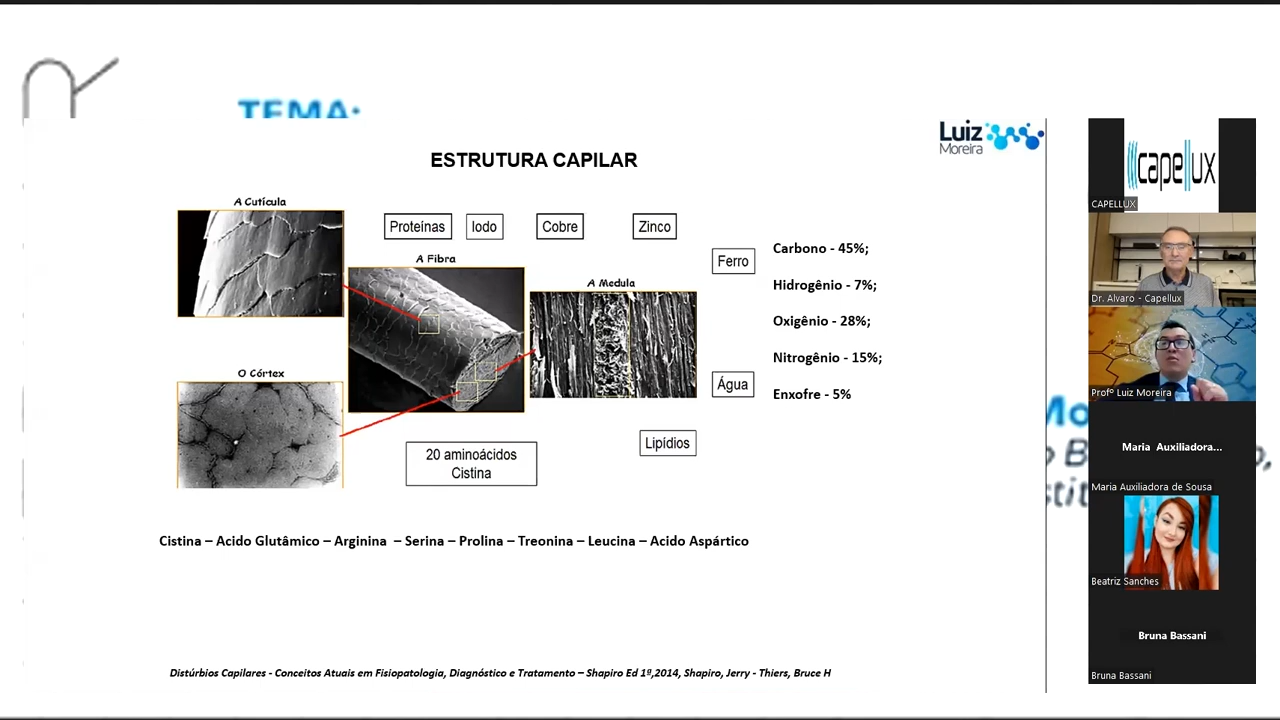 TEMA:
Luiz
Moreira
ESTRUTURA CAPILAR
A Cutícula
Proteínas
Iodo
Cobre
Zinco
A Fibra
Ferro
A Medula
Carbono - 45%;
Hidrogênio - 7%;
Oxigênio - 28%;
Nitrogênio - 15%;
Enxofre - 5%
O Córtex
Água
Lipídios
20 aminoácidos
Cistina
Cistina – Acido Glutâmico – Arginina – Serina – Prolina – Treonina – Leucina – Acido Aspártico
Distúrbios Capilares - Conceitos Atuais em Fisiopatologia, Diagnóstico e Tratamento – Shapiro Ed 1º,2014, Shapiro, Jerry - Thiers, Bruce H
capellux
CAPELLUX
Dr. Alvaro - Capellux
Profº Luiz Moreira
Maria Auxiliadora...
Maria Auxiliadora de Sousa
Beatriz Sanches
Bruna Bassani
Bruna Bassani